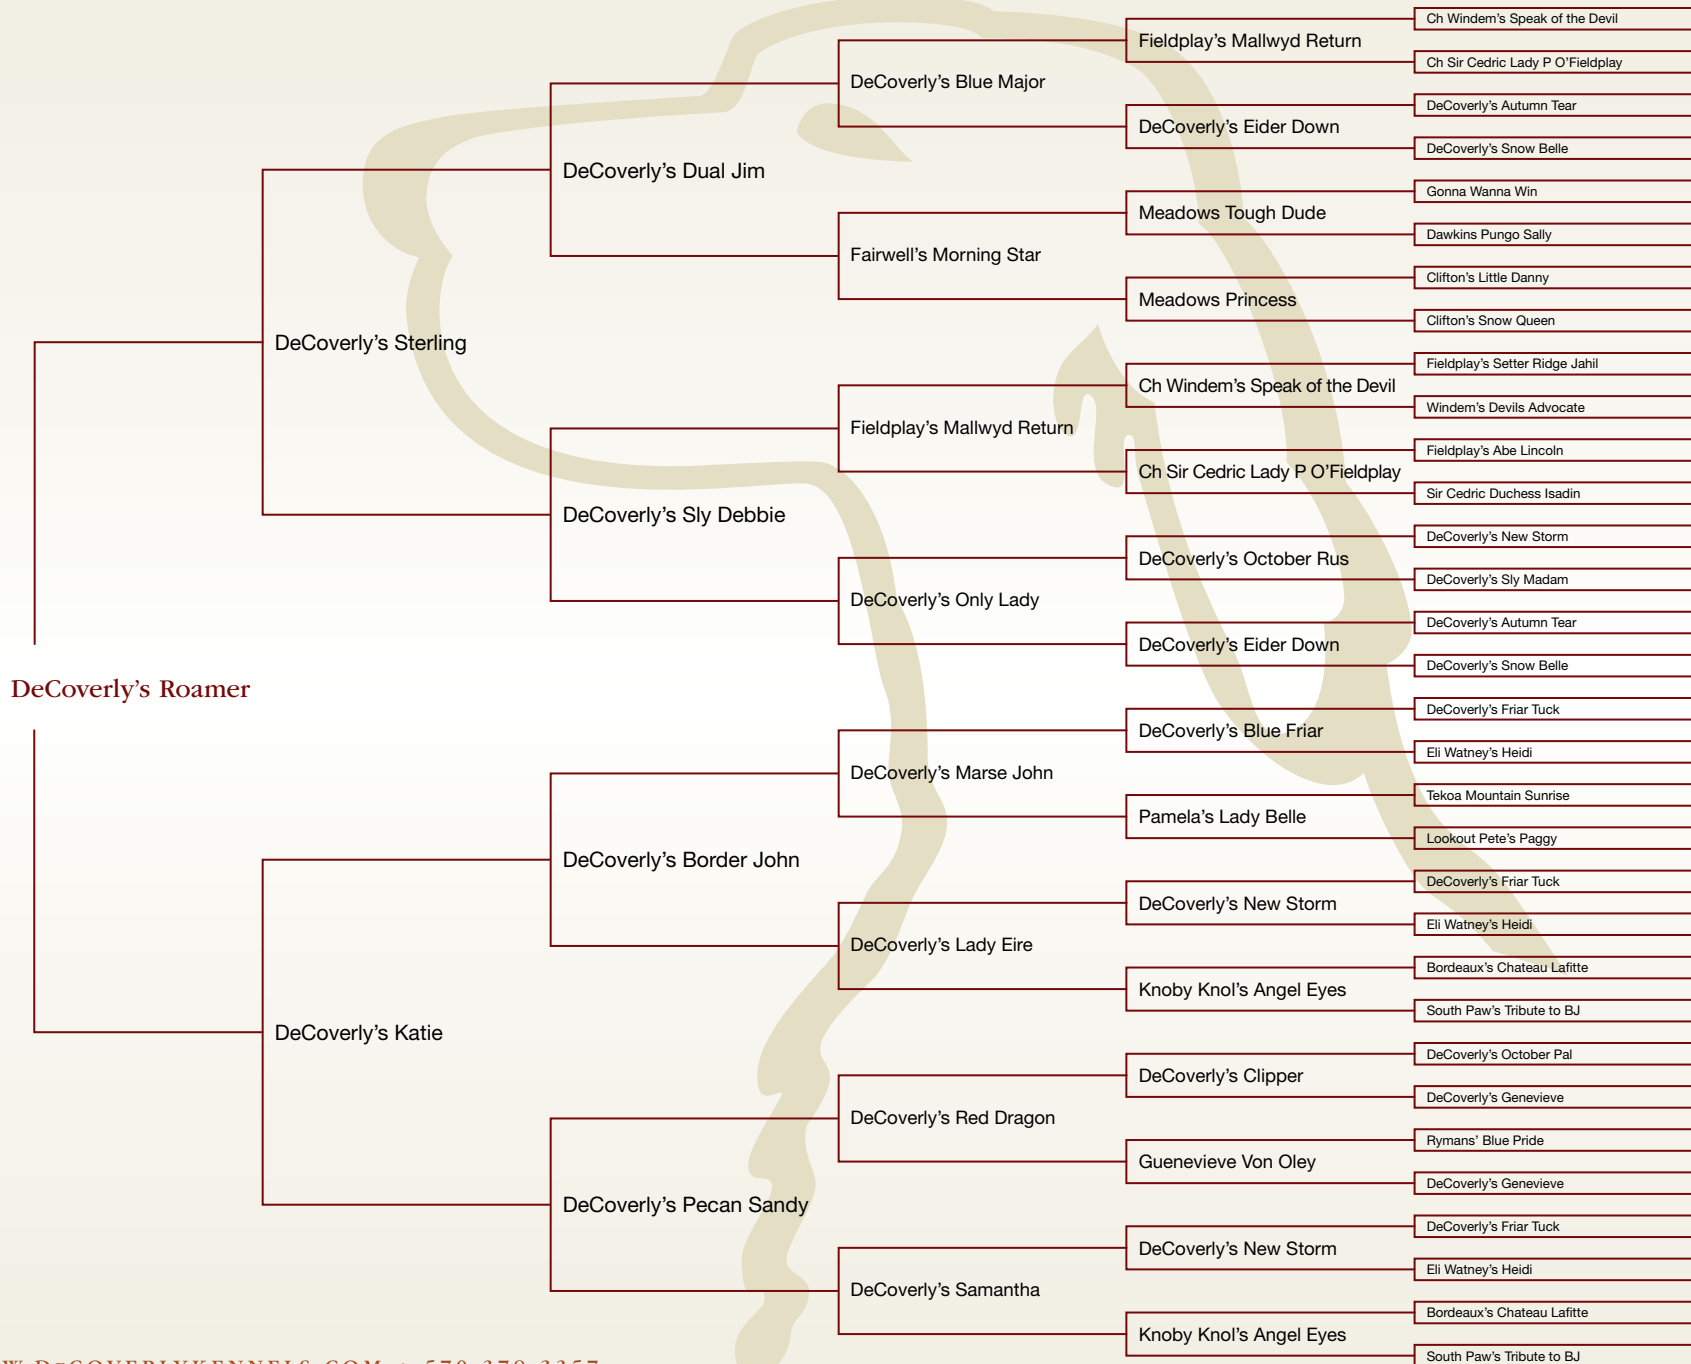 Ch Windem's Speak of the Devil
Fieldplay's Mallwyd Return
Ch Sir Cedric Lady P O'Fieldplay
DeCoverly's Blue Major
DeCoverly's Autumn Tear
DeCoverly's Eider Down
DeCoverly's Snow Belle
DeCoverly's Dual Jim
Gonna Wanna Win
Meadows Tough Dude
Dawkins Pungo Sally
Fairwell's Morning Star
Clifton's Little Danny
Meadows Princess
Clifton's Snow Queen
DeCoverly's Sterling
Fieldplay's Setter Ridge Jahil
Ch Windem's Speak of the Devil
Windem's Devils Advocate
Fieldplay's Mallwyd Return
Fieldplay's Abe Lincoln
Ch Sir Cedric Lady P O'Fieldplay
Sir Cedric Duchess Isadin
DeCoverly's Sly Debbie
DeCoverly's New Storm
DeCoverly's October Rus
DeCoverly's Sly Madam
DeCoverly's Only Lady
DeCoverly's Autumn Tear
DeCoverly's Eider Down
DeCoverly's Snow Belle
DeCoverly's Roamer
DeCoverly's Friar Tuck
DeCoverly's Blue Friar
Eli Watney's Heidi
DeCoverly's Marse John
Tekoa Mountain Sunrise
Pamela's Lady Belle
Lookout Pete's Paggy
DeCoverly's Border John
DeCoverly's Friar Tuck
DeCoverly's New Storm
Eli Watney's Heidi
DeCoverly's Lady Eire
Bordeaux's Chateau Lafitte
Knoby Knol's Angel Eyes
South Paw's Tribute to BJ
DeCoverly's Katie
DeCoverly's October Pal
DeCoverly's Clipper
DeCoverly's Genevieve
DeCoverly's Red Dragon
Rymans' Blue Pride
Guenevieve Von Oley
DeCoverly's Genevieve
DeCoverly's Pecan Sandy
DeCoverly's Friar Tuck
DeCoverly's New Storm
Eli Watney's Heidi
DeCoverly's Samantha
Bordeaux's Chateau Lafitte
Knoby Knol's Angel Eyes
South Paw's Tribute to BJ